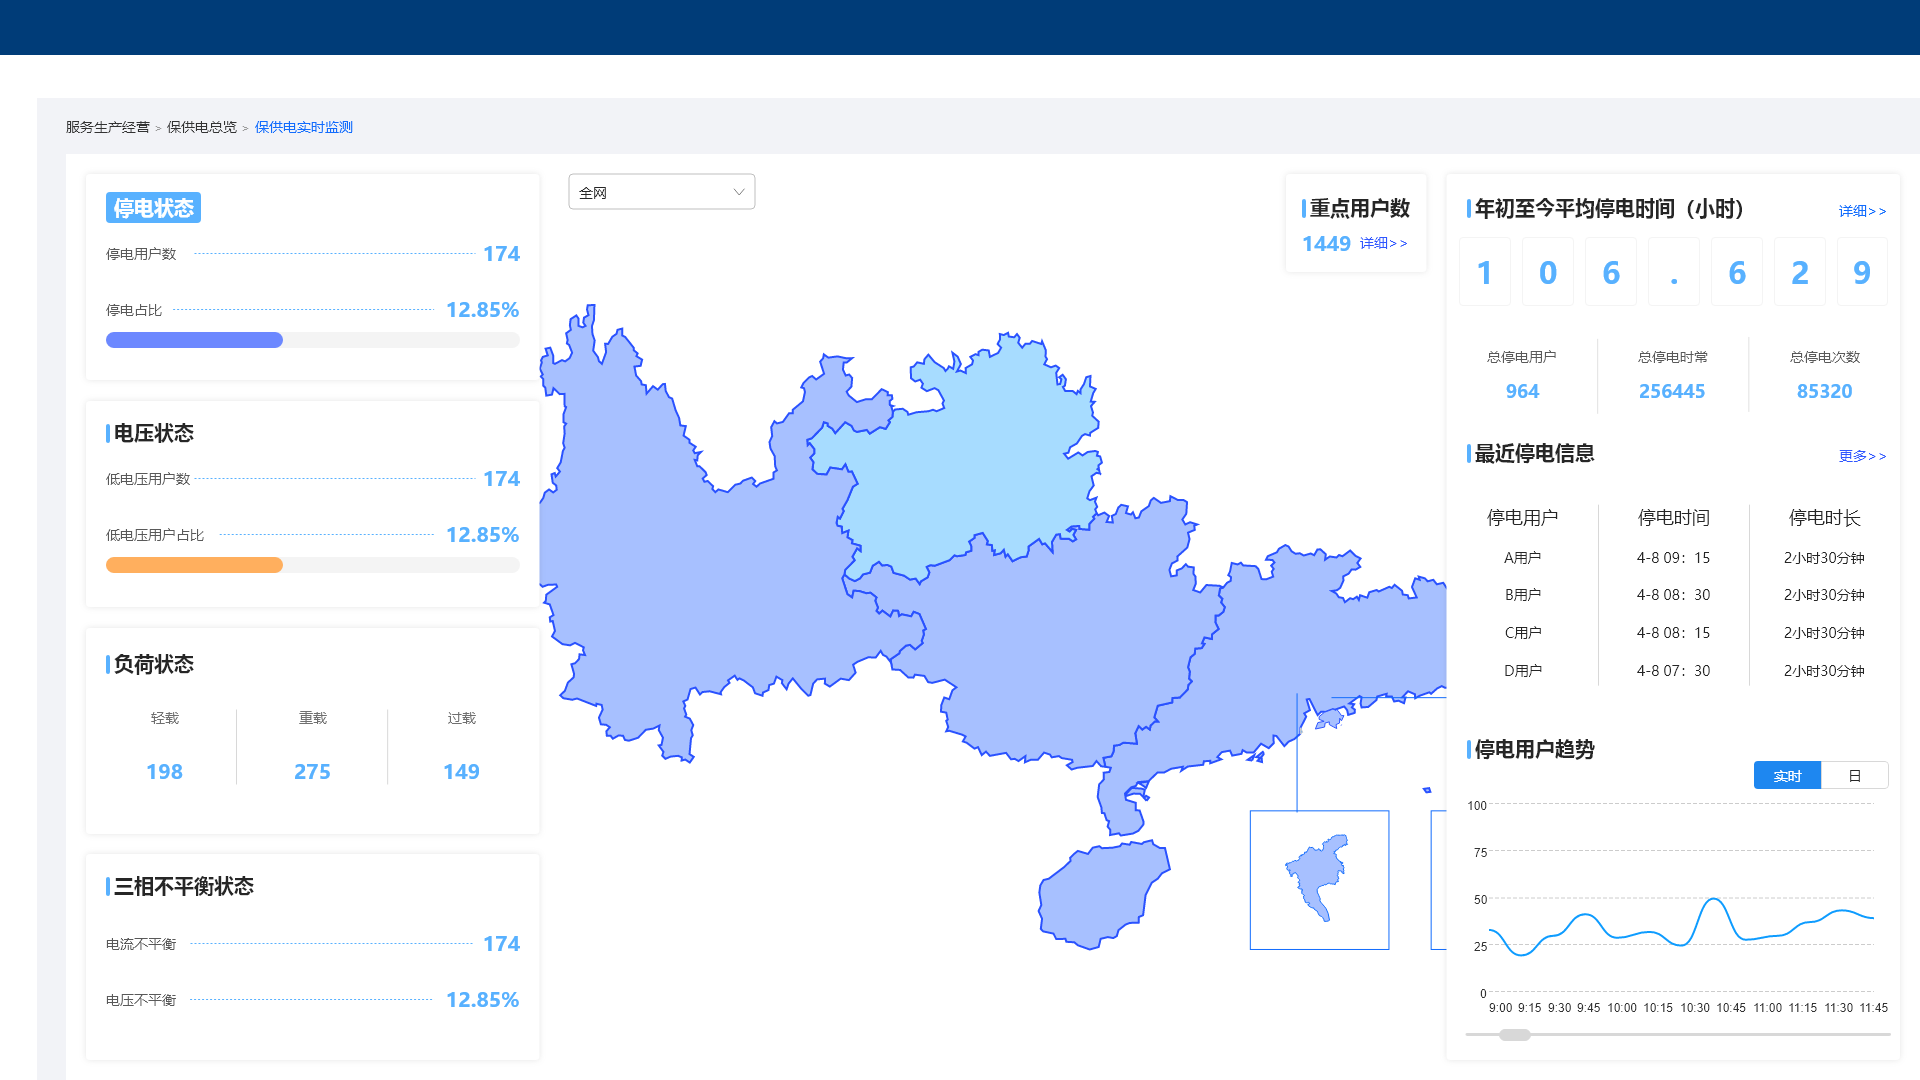 服务生产经营 > 保供电总览 > 保供电实时监测
停电状态
停电用户数 174
停电占比 12.85%
电压状态
低电压用户数 174
低电压用户占比 12.85%
负荷状态
轻载 重载 过载
198 275 149
三相不平衡状态
电流不平衡 174
电压不平衡 12.85%
全网
重点用户数
1449 详细>>
年初至今平均停电时间（小时） 详细>>
1 0 6 . 6 2 9
总停电用户 总停电时常 总停电次数
964 256445 85320
最近停电信息 更多>>
停电用户 停电时间 停电时长
A用户 4-8 09：15 2小时30分钟
B用户 4-8 08：30 2小时30分钟
C用户 4-8 08：15 2小时30分钟
D用户 4-8 07：30 2小时30分钟
停电用户趋势
实时 日
100
75
50
25
0
9:00 9:15 9:30 9:45 10:00 10:15 10:30 10:45 11:00 11:15 11:30 11:45